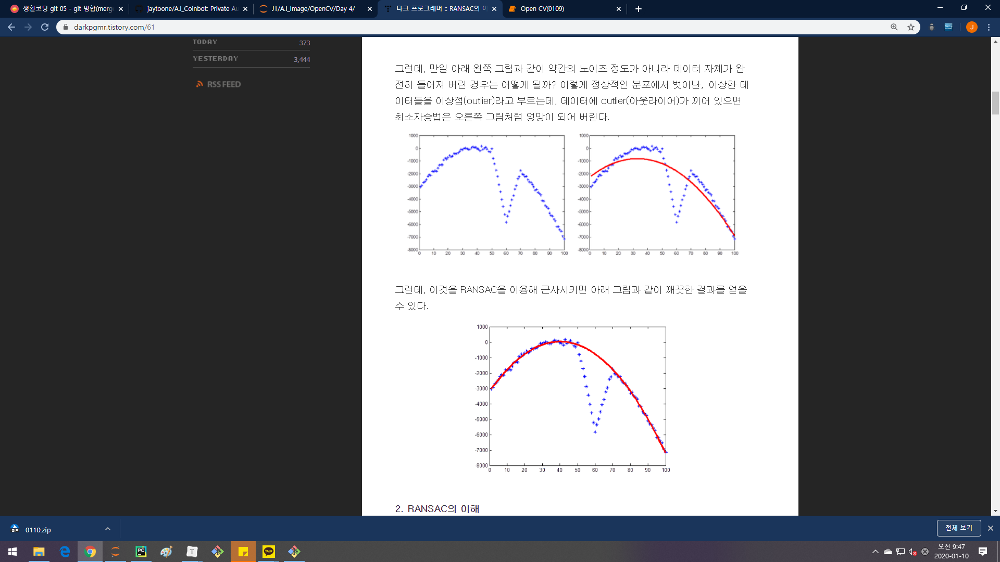 생활코딩 git 05 - git 병합(merg
jaytoone/A.I_Coinbot: Private Au
J1/A.I_Image/OpenCV/Day 4/
다크 프로그래머 :: RANSAC의 이
Open CV(0109)
darkpgmr.tistory.com/61
J
TODAY 373
YESTERDAY 3,444
RSS FEED
그런데, 만일 아래 왼쪽 그림과 같이 약간의 노이즈 정도가 아니라 데이터 자체가 완
전히 틀어져 버린 경우는 어떻게 될까? 이렇게 정상적인 분포에서 벗어난, 이상한 데
이터들을 이상점(outlier)라고 부르는데, 데이터에 outlier(아웃라이어)가 끼어 있으면
최소자승법은 오른쪽 그림처럼 엉망이 되어 버린다.
1000
0
-1000
-2000
-3000
-4000
-5000
-6000
-7000
-8000
0 10 20 30 40 50 60 70 80 90 100
1000
0
-1000
-2000
-3000
-4000
-5000
-6000
-7000
-8000
0 10 20 30 40 50 60 70 80 90 100
그런데, 이것을 RANSAC을 이용해 근사시키면 아래 그림과 같이 깨끗한 결과를 얻을
수 있다.
1000
0
-1000
-2000
-3000
-4000
-5000
-6000
-7000
-8000
0 10 20 30 40 50 60 70 80 90 100
2. RANSAC의 이해
ZIP
0110.zip
전체 보기
PC
T
TALK
오전 9:47
2020-01-10